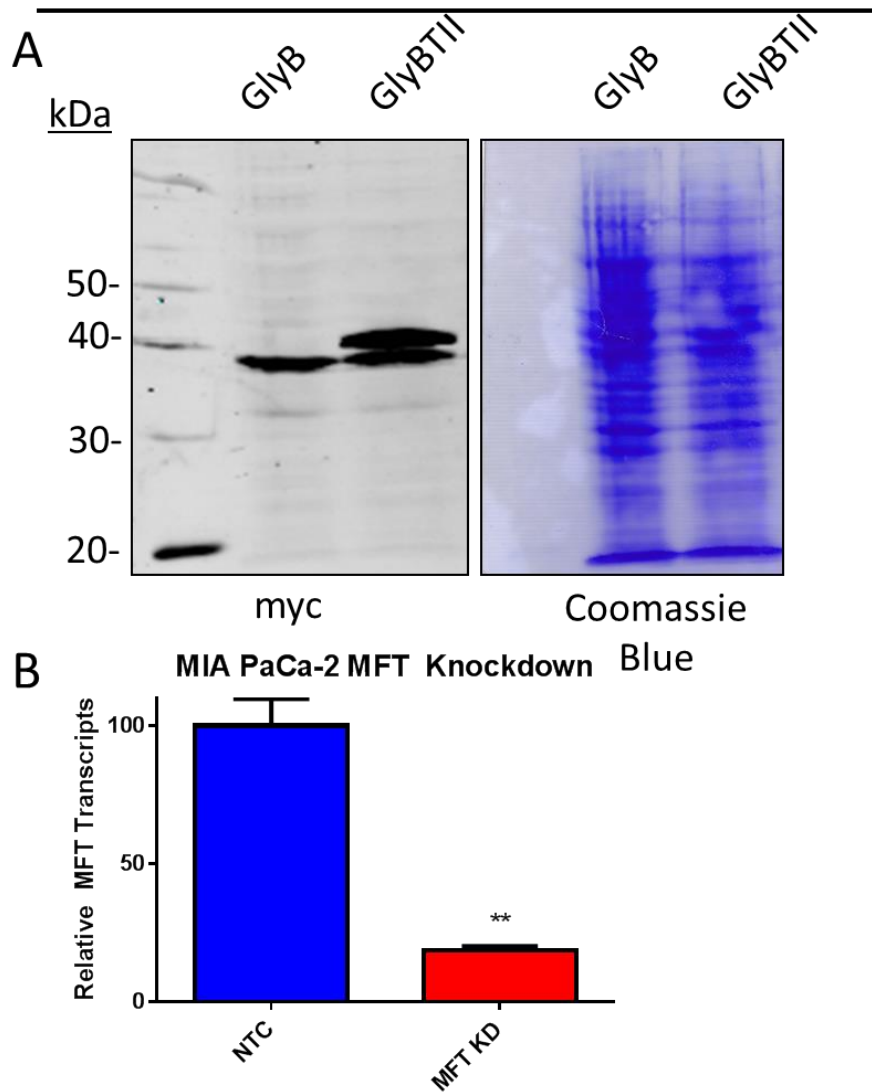 A
GlyB
GlyBTII
GlyB
GlyBTII
kDa
50-
40-
30-
20-
myc
Coomassie
Blue
B
MIA PaCa-2 MFT Knockdown
Relative MFT Transcripts
100
50
0
**
NTC
MFT KD